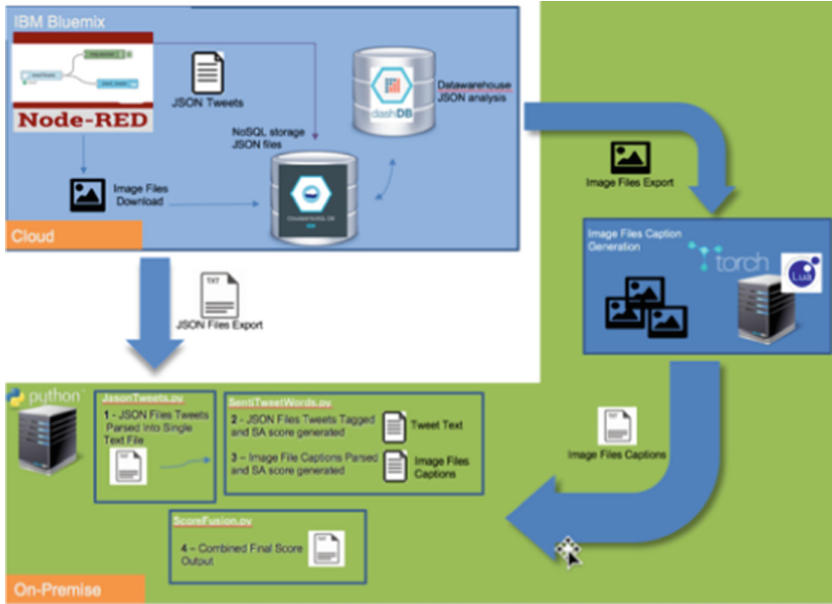 IBM Bluemix
JSON Tweets
Node-RED
NoSQL storage
JSON files
dashDB
Datawarehouse
JSON analysis
Image Files
Download
Cloud
Image Files Export
Image Files Caption
Generation
torch
Lua
TXT
JSON Files Export
python
JasonTweets.py
1 - JSON Files Tweets
Parsed Into Single
Text File
SentiTweetWords.py
2 - JSON Files Tweets Tagged
and SA score generated
Tweet Text
3 – Image File Captions Parsed
and SA score generated
Image Files
Captions
Image Files Captions
ScoreFusion.py
4 – Combined Final Score
Output
On-Premise